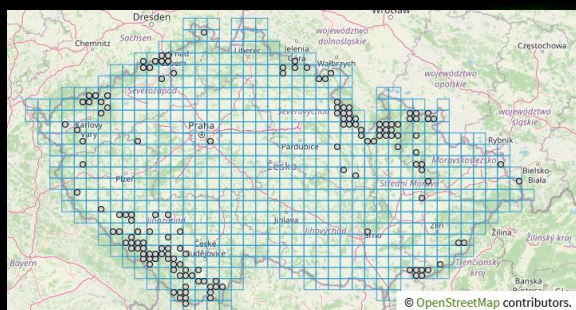 Dresden
Wrocław
Chemnitz
Sachsen
województwo
dolnośląskie
Częstochowa
Liberec
Jelenia
Góra
Wałbrzych
województwo
opolskie
Severozápad
województwo
śląskie
Karlovy
Vary
Praha
Rybnik
Pardubice
Česko
Moravskoslezsko
Bielsko-
Biała
Plzeň
Střední Morava
Jihozápad
Jihlava
Jihovýchod
Brno
Zlín
Žilina
Žilinský kraj
České
Budějovice
Bayern
Trenčiansky
kraj
Banská
Bystrica
© OpenStreetMap contributors.